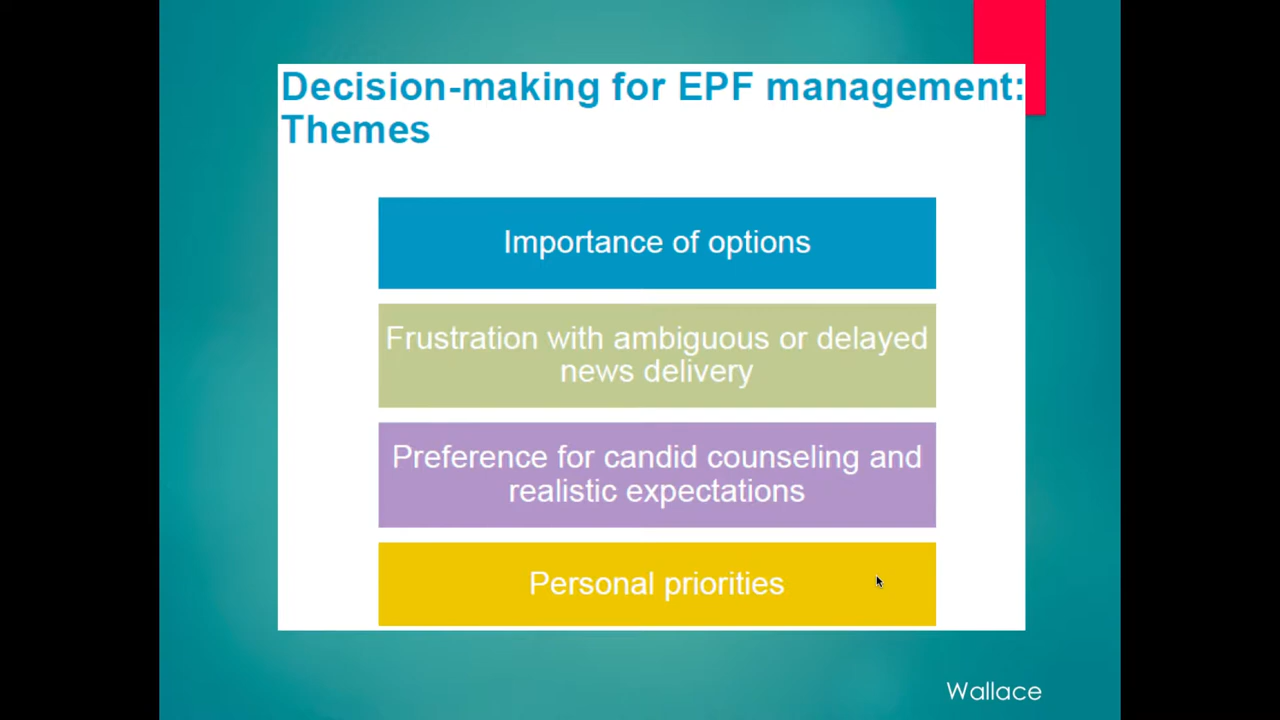 Decision-making for EPF management:
Themes
Importance of options
Frustration with ambiguous or delayed
news delivery
Preference for candid counseling and
realistic expectations
Personal priorities
Wallace